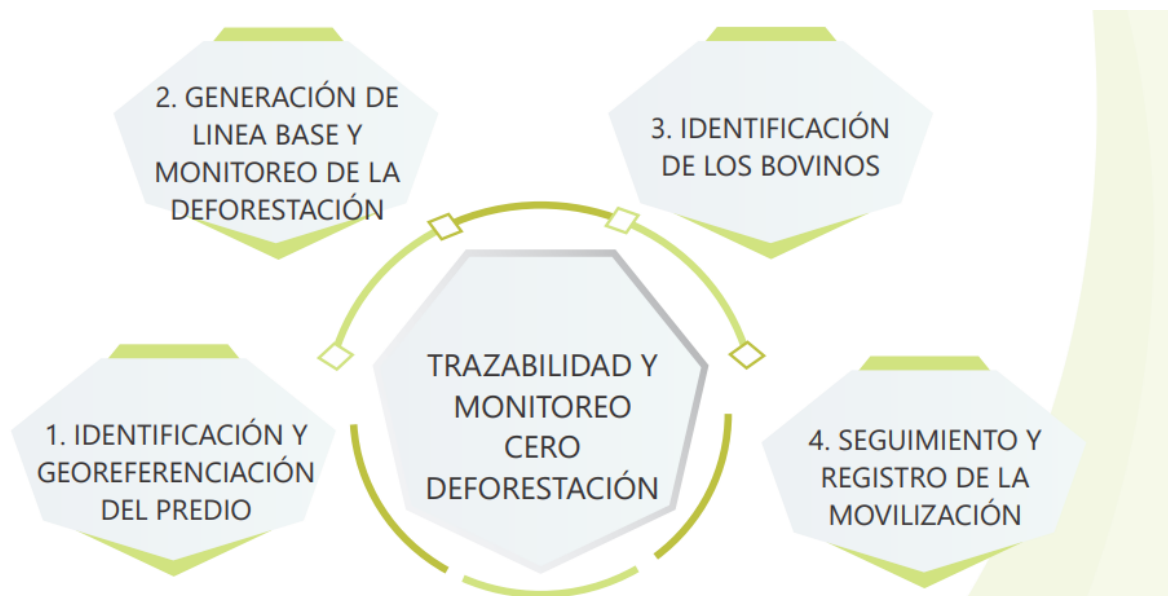 2. GENERACIÓN DE
LINEA BASE Y
MONITOREO DE LA
DEFORESTACIÓN
3. IDENTIFICACIÓN
DE LOS BOVINOS
1. IDENTIFICACIÓN Y
GEOREFERENCIACIÓN
DEL PREDIO
TRAZABILIDAD Y
MONITOREO
CERO
DEFORESTACIÓN
4. SEGUIMIENTO Y
REGISTRO DE LA
MOVILIZACIÓN